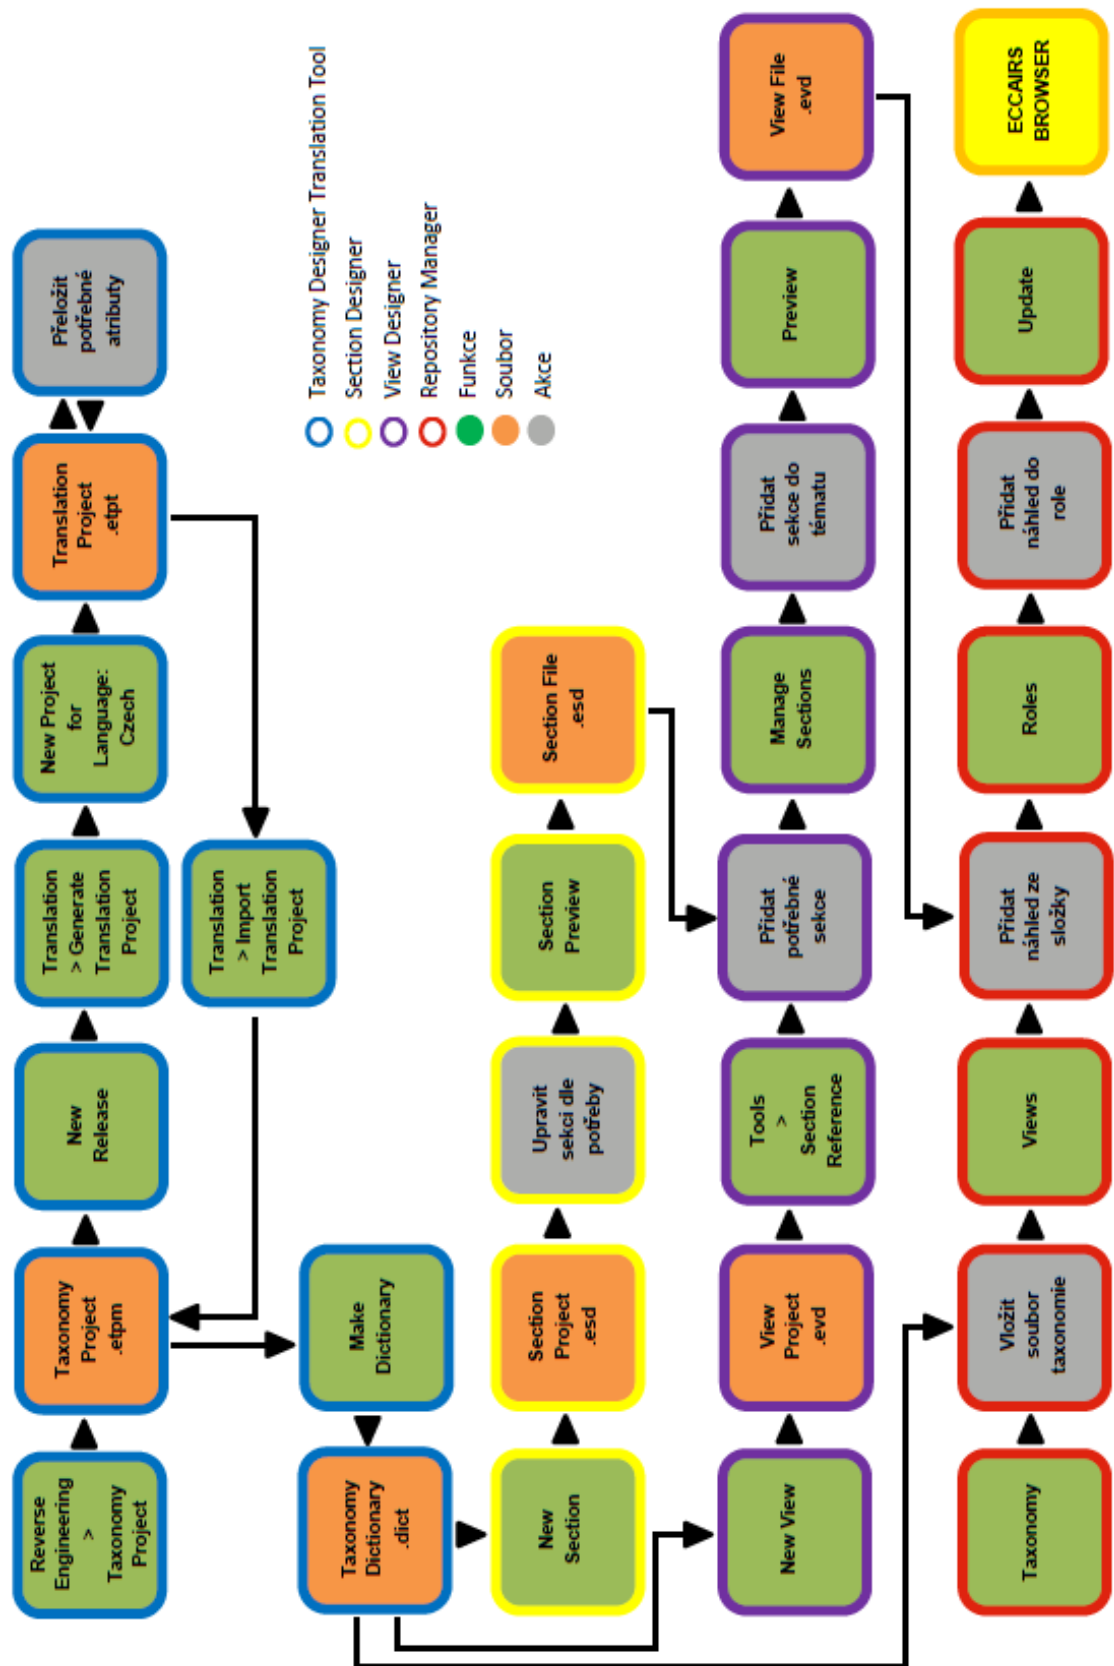 Reverse
Engineering
>
Taxonomy
Project
Taxonomy
Project
.etpm
New
Release
Translation
> Generate
Translation
Project
New Project
for
Language:
Czech
Translation
Project
.etpt
Přeložit
potřebné
atributy
Translation
> Import
Translation
Project
Taxonomy
Dictionary
.dict
Make
Dictionary
Taxonomy Designer Translation Tool
Section Designer
View Designer
Repository Manager
Funkce
Soubor
Akce
New
Section
Section
Project
.esd
Upravit
sekci dle
potřeby
Section
Preview
Section File
.esd
New View
View
Project
.evd
Tools
>
Section
Reference
Přidat
potřebné
sekce
Manage
Sections
Přidat
sekce do
tématu
Preview
View File
.evd
Taxonomy
Vložit
soubor
taxonomie
Views
Přidat
náhled ze
složky
Roles
Přidat
náhled do
role
Update
ECCAIRS
BROWSER